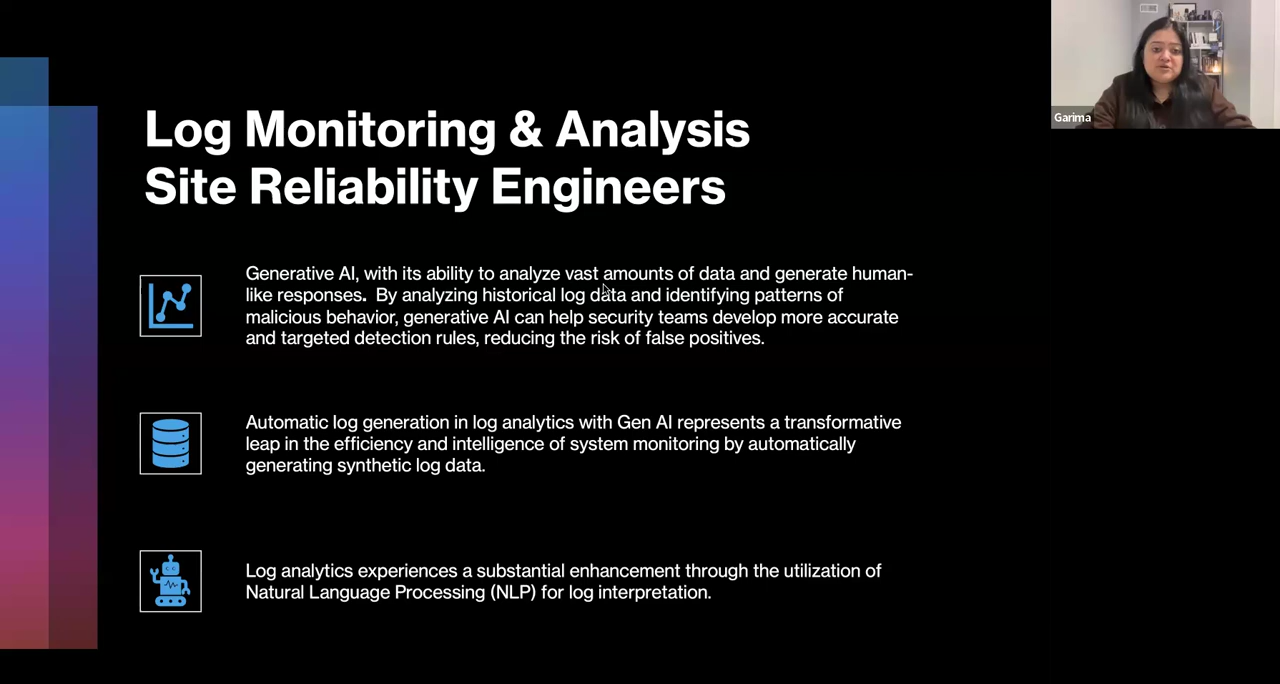 Log Monitoring & Analysis
Site Reliability Engineers
Generative AI, with its ability to analyze vast amounts of data and generate human-
like responses.  By analyzing historical log data and identifying patterns of
malicious behavior, generative AI can help security teams develop more accurate
and targeted detection rules, reducing the risk of false positives.
Automatic log generation in log analytics with Gen AI represents a transformative
leap in the efficiency and intelligence of system monitoring by automatically
generating synthetic log data.
Log analytics experiences a substantial enhancement through the utilization of
Natural Language Processing (NLP) for log interpretation.
Garima